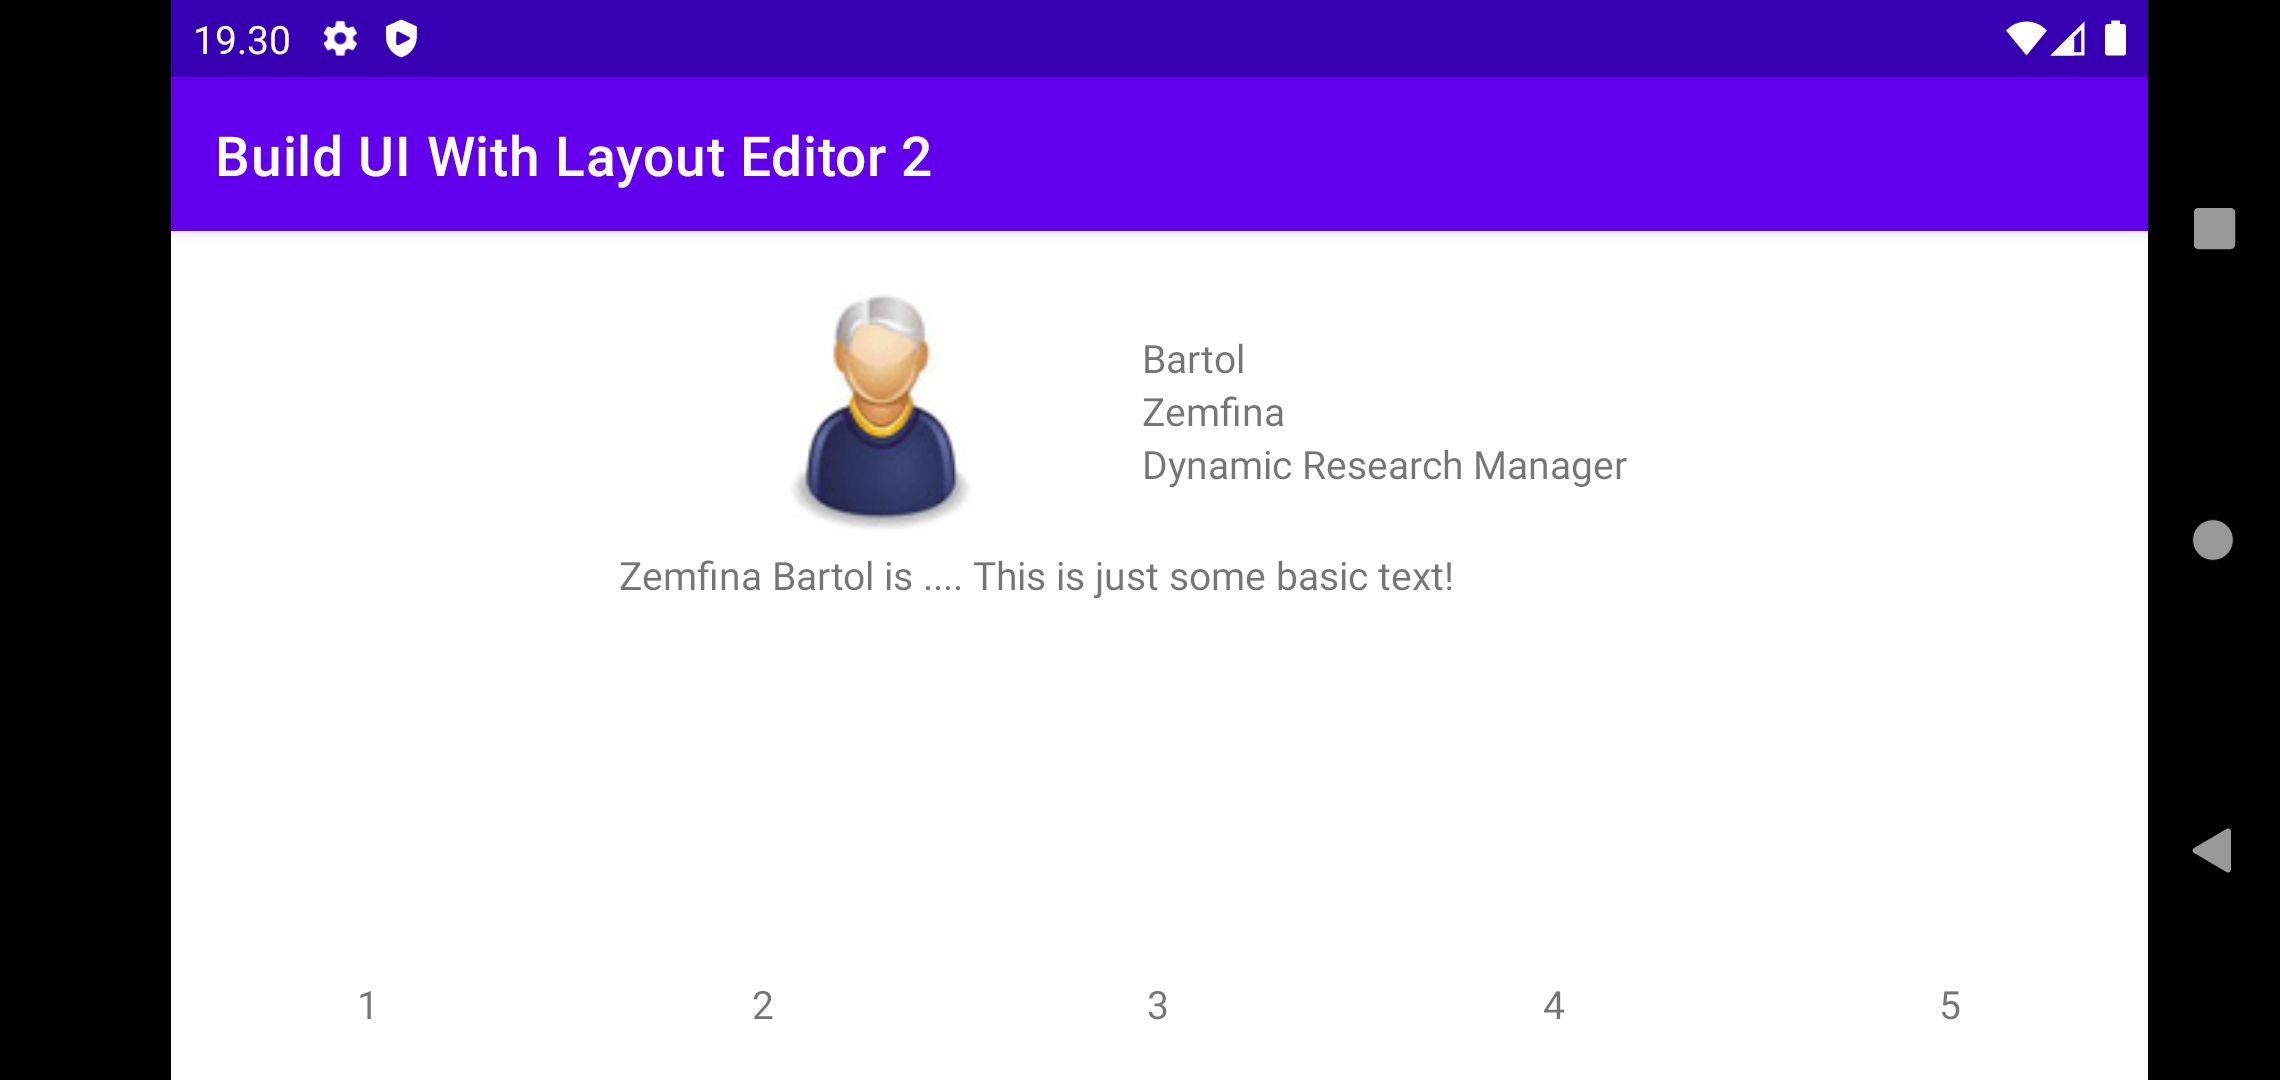 19.30
Build UI With Layout Editor 2
Bartol
Zemfina
Dynamic Research Manager
Zemfina Bartol is .... This is just some basic text!
1 2 3 4 5